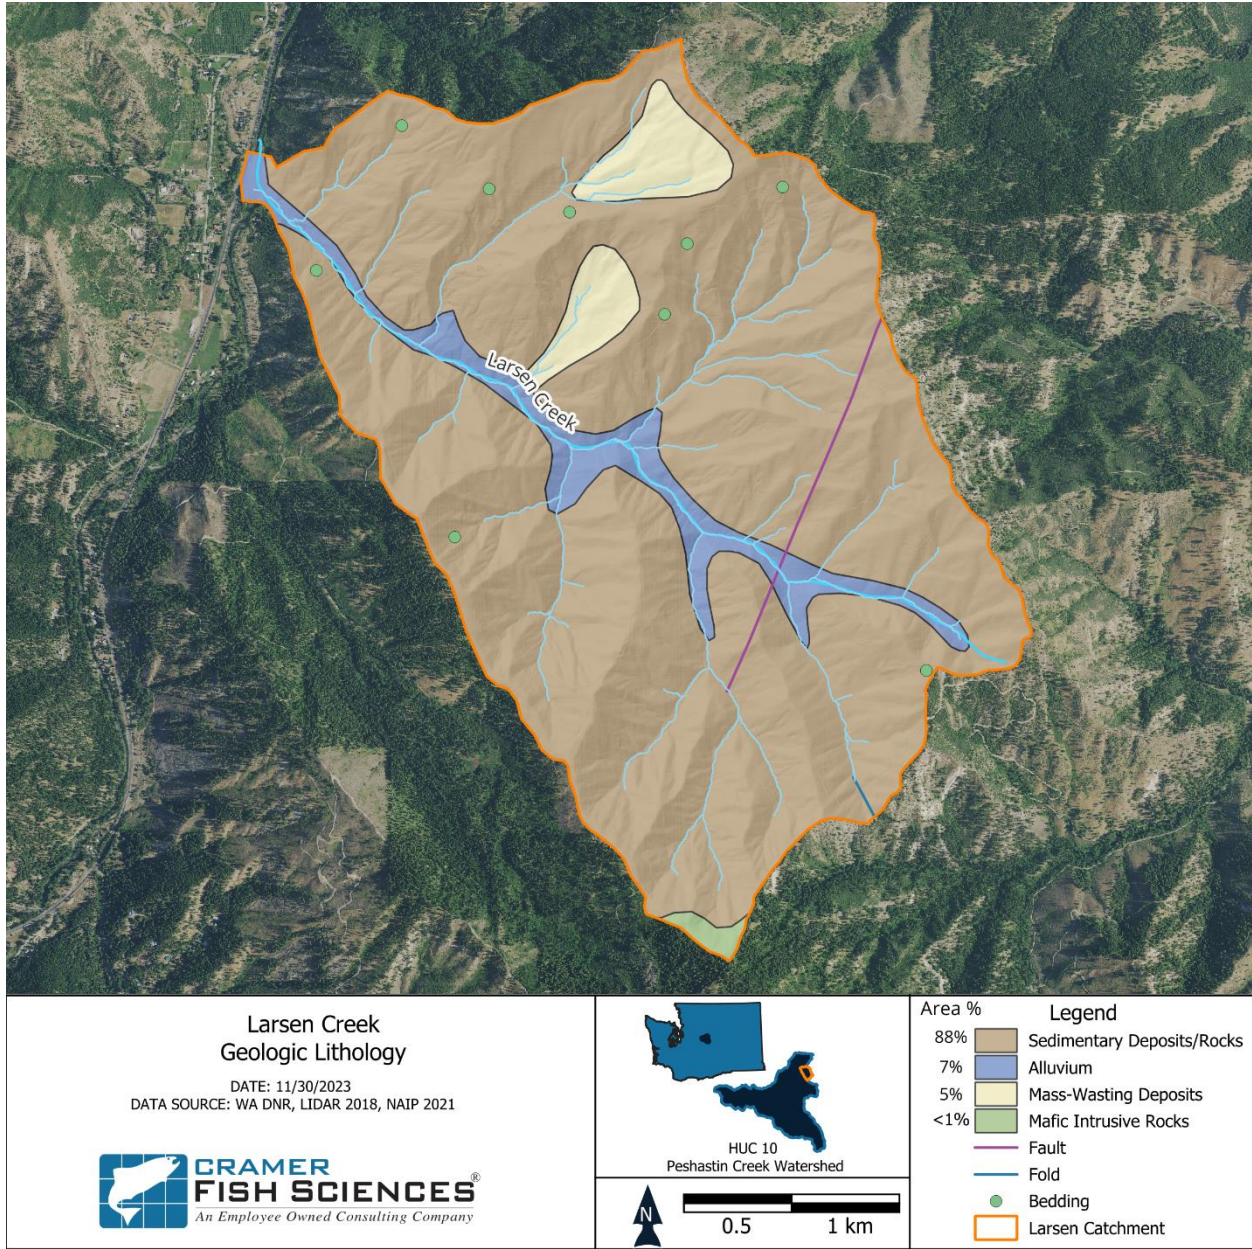 Larsen Creek
Larsen Creek
Geologic Lithology
DATE: 11/30/2023
DATA SOURCE: WA DNR, LIDAR 2018, NAIP 2021
CRAMER
FISH SCIENCES®
An Employee Owned Consulting Company
HUC 10
Peshastin Creek Watershed
N
0.5 1 km
Area % Legend
88% Sedimentary Deposits/Rocks
7% Alluvium
5% Mass-Wasting Deposits
<1% Mafic Intrusive Rocks
Fault
Fold
Bedding
Larsen Catchment